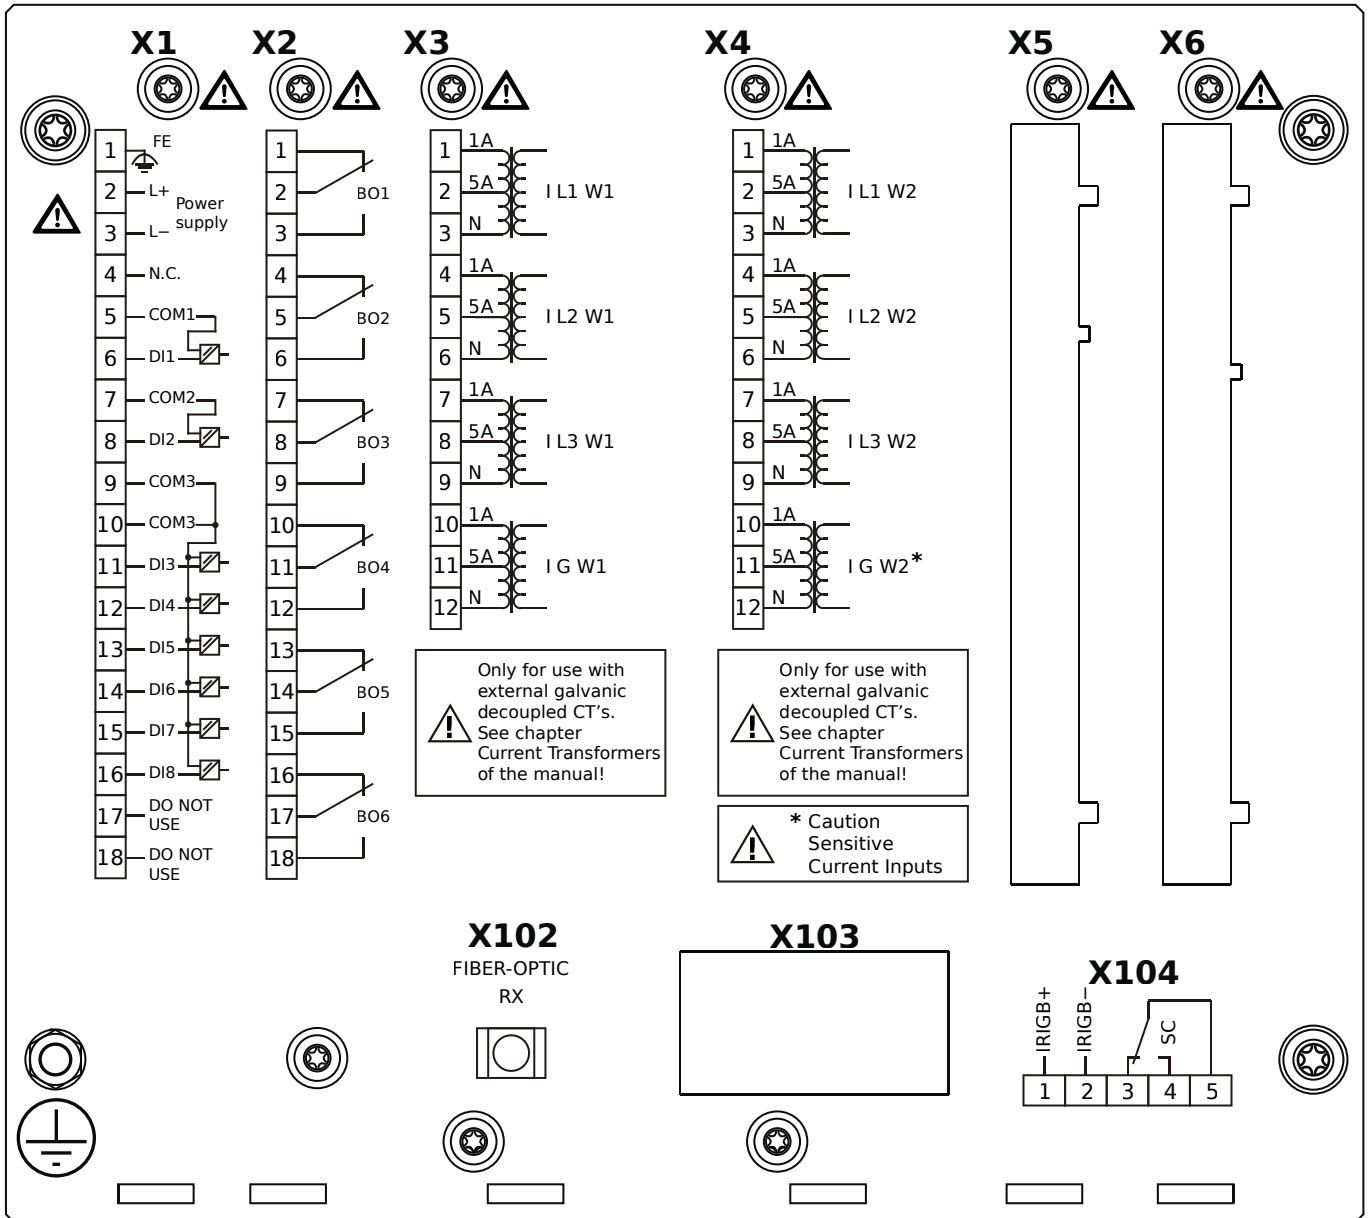 X1
X2
X3
X4
X5
X6
1
FE
2
L+
Power
supply
3
L−
4
N.C.
5
COM1
6
DI1
7
COM2
8
DI2
9
COM3
10
COM3
11
DI3
12
DI4
13
DI5
14
DI6
15
DI7
16
DI8
17
DO NOT
USE
18
DO NOT
USE
1
2
BO1
3
4
5
BO2
6
7
8
BO3
9
10
11
BO4
12
13
14
BO5
15
16
17
BO6
18
1
1A
2
5A
I L1 W1
3
N
4
1A
5
5A
I L2 W1
6
N
7
1A
8
5A
I L3 W1
9
N
10
1A
11
5A
I G W1
12
N
Only for use with
external galvanic
decoupled CT's.
See chapter
Current Transformers
of the manual!
1
1A
2
5A
I L1 W2
3
N
4
1A
5
5A
I L2 W2
6
N
7
1A
8
5A
I L3 W2
9
N
10
1A
11
5A
I G W2*
12
N
Only for use with
external galvanic
decoupled CT's.
See chapter
Current Transformers
of the manual!
* Caution
Sensitive
Current Inputs
X102
FIBER-OPTIC
RX
X103
X104
IRIGB+
IRIGB−
SC
1 2 3 4 5